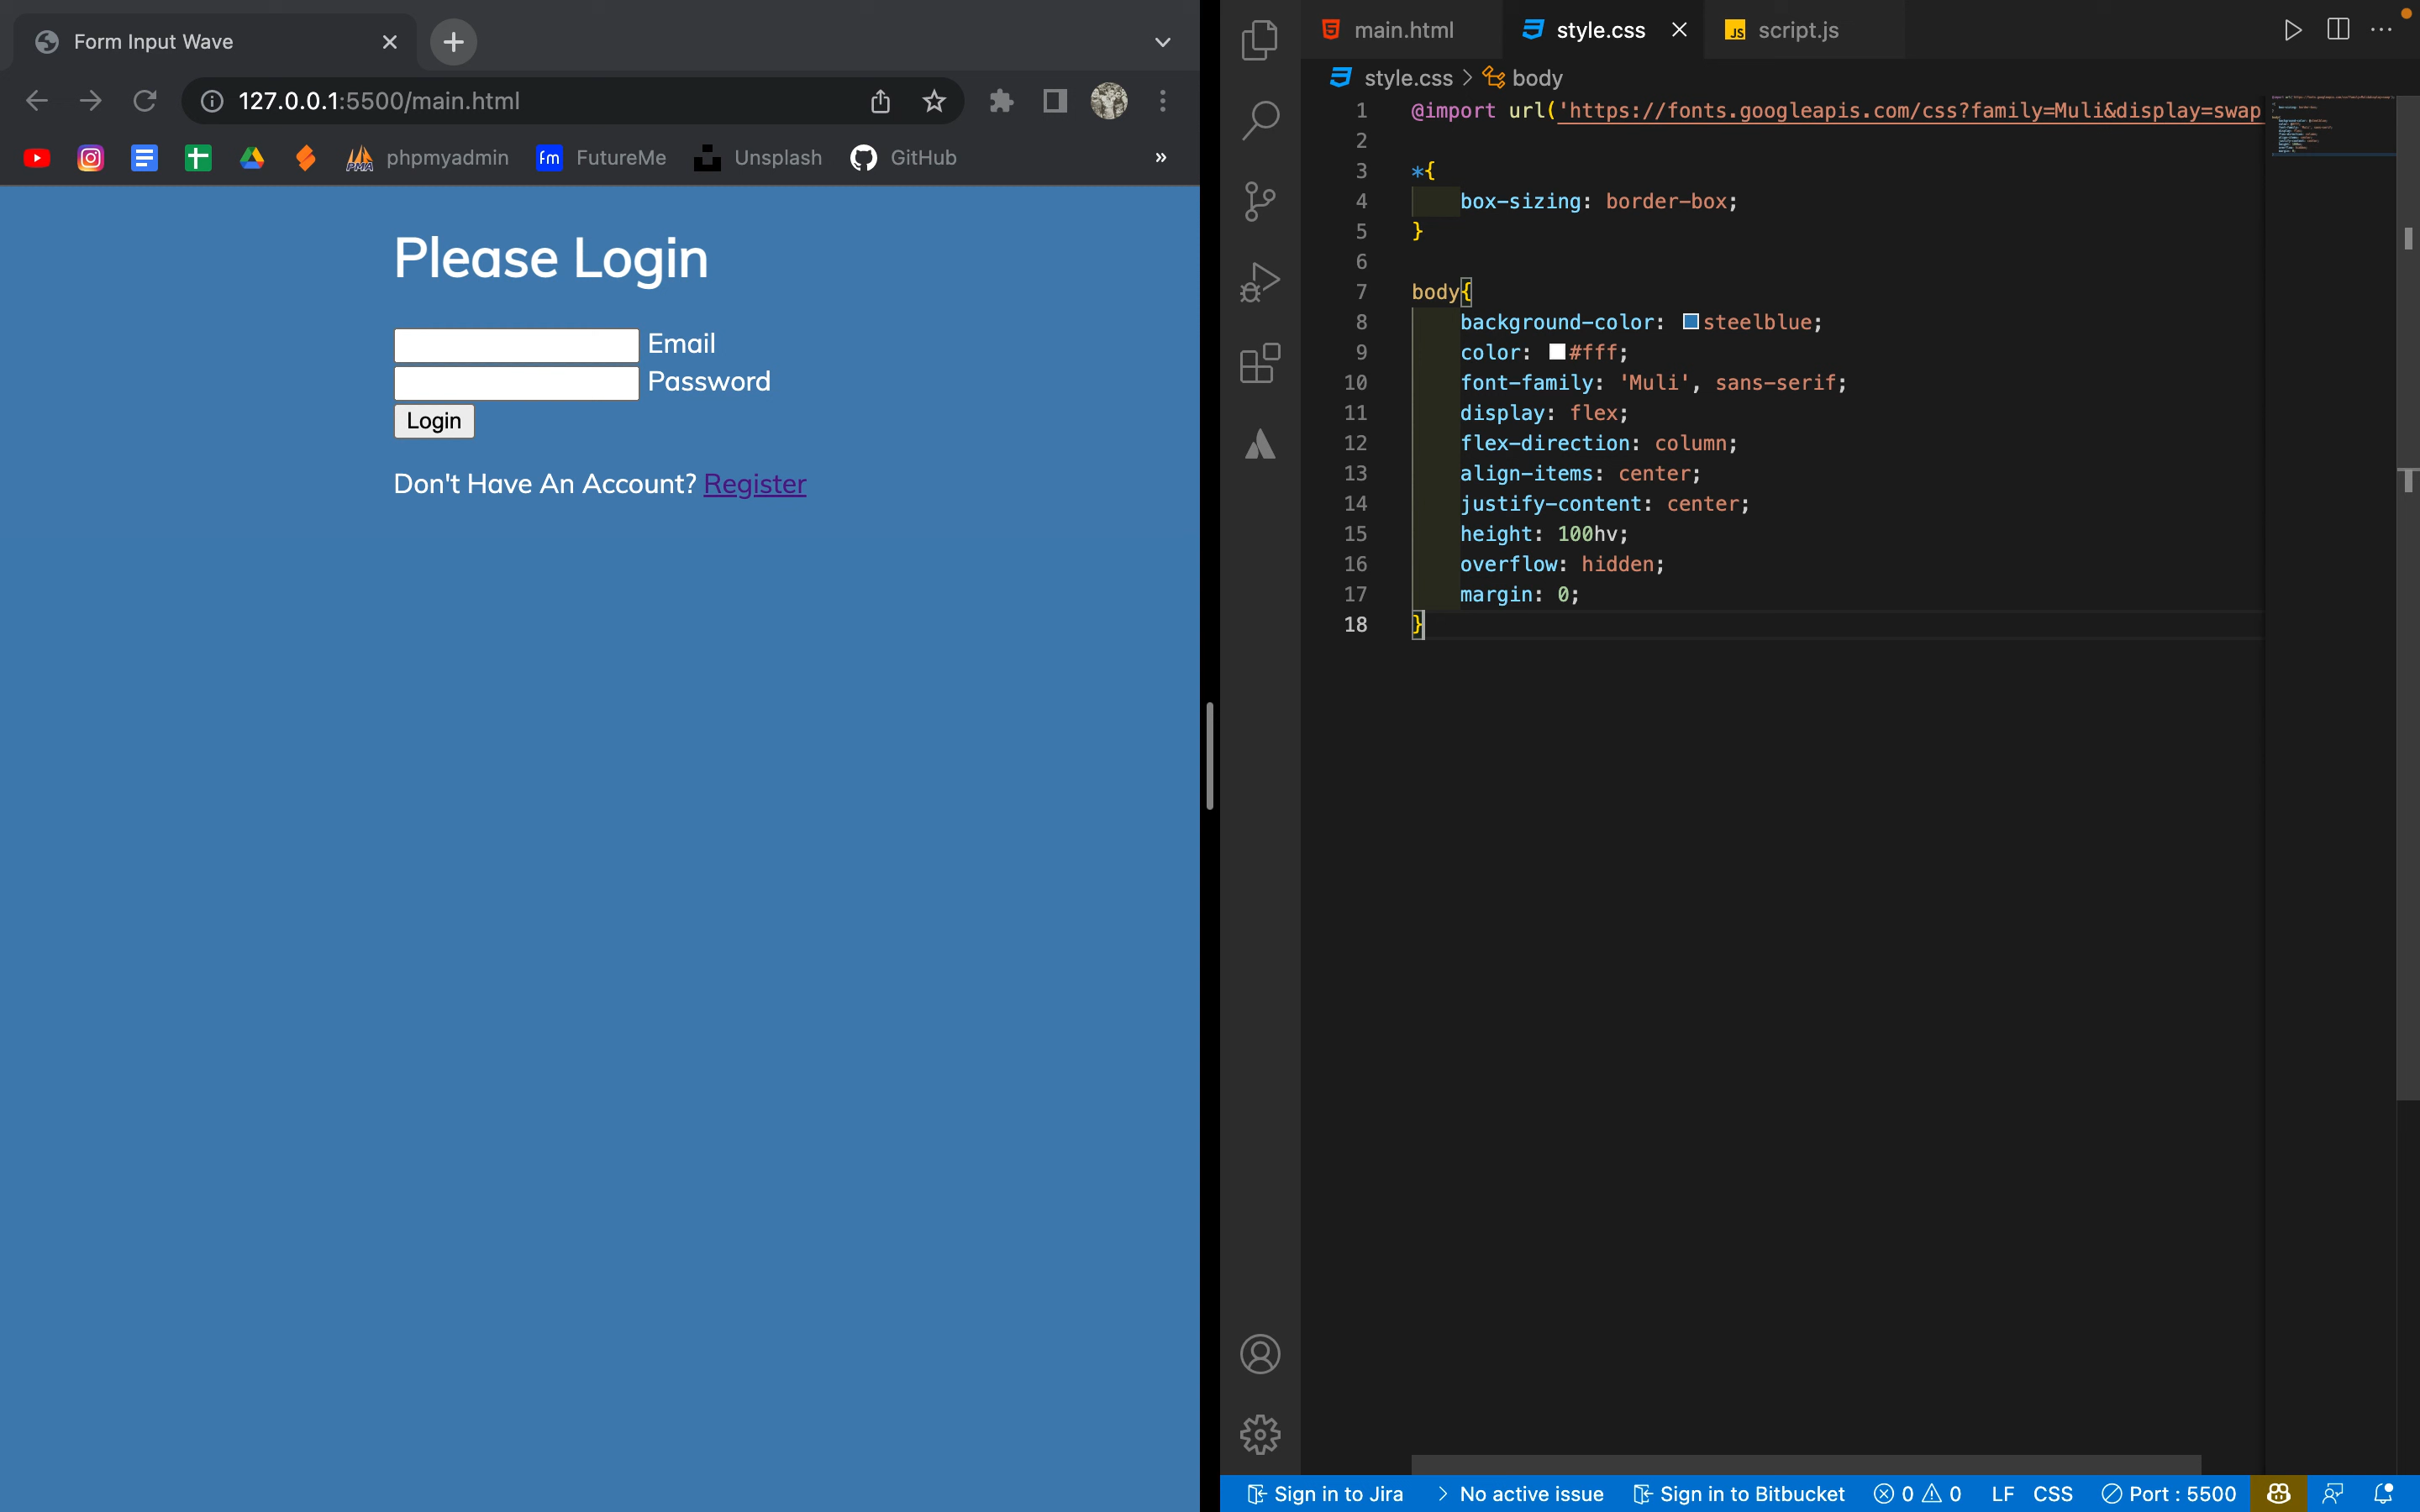 Form Input Wave
127.0.0.1:5500/main.html
PMA
phpmyadmin
fm
FutureMe
Unsplash
GitHub
»
Please Login
Email
Password
Login
Don't Have An Account? Register
main.html
style.css
JS script.js
style.css > body
1 @import url('https://fonts.googleapis.com/css?family=Muli&display=swap
2
3 *{
4 box-sizing: border-box;
5 }
6
7 body{
8 background-color: steelblue;
9 color: #fff;
10 font-family: 'Muli', sans-serif;
11 display: flex;
12 flex-direction: column;
13 align-items: center;
14 justify-content: center;
15 height: 100hv;
16 overflow: hidden;
17 margin: 0;
18 }
Sign in to Jira > No active issue Sign in to Bitbucket 0 0 LF CSS Port : 5500